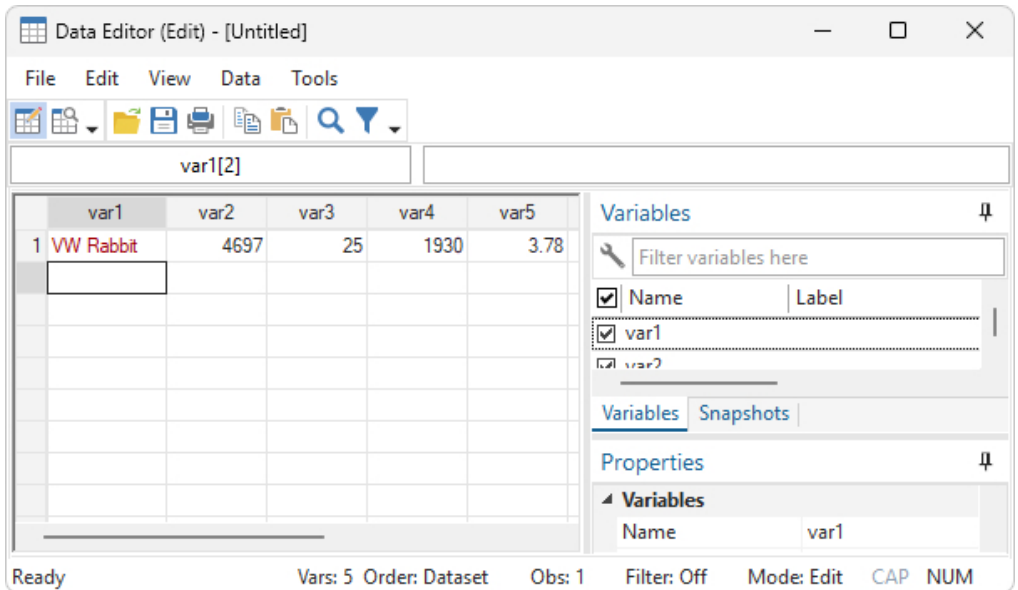 Data Editor (Edit) - [Untitled]
File Edit View Data Tools
var1[2]
var1 var2 var3 var4 var5
1 VW Rabbit 4697 25 1930 3.78
Variables
Filter variables here
Name Label
var1
var2
Variables Snapshots
Properties
Variables
Name var1
Ready Vars: 5 Order: Dataset Obs: 1 Filter: Off Mode: Edit CAP NUM